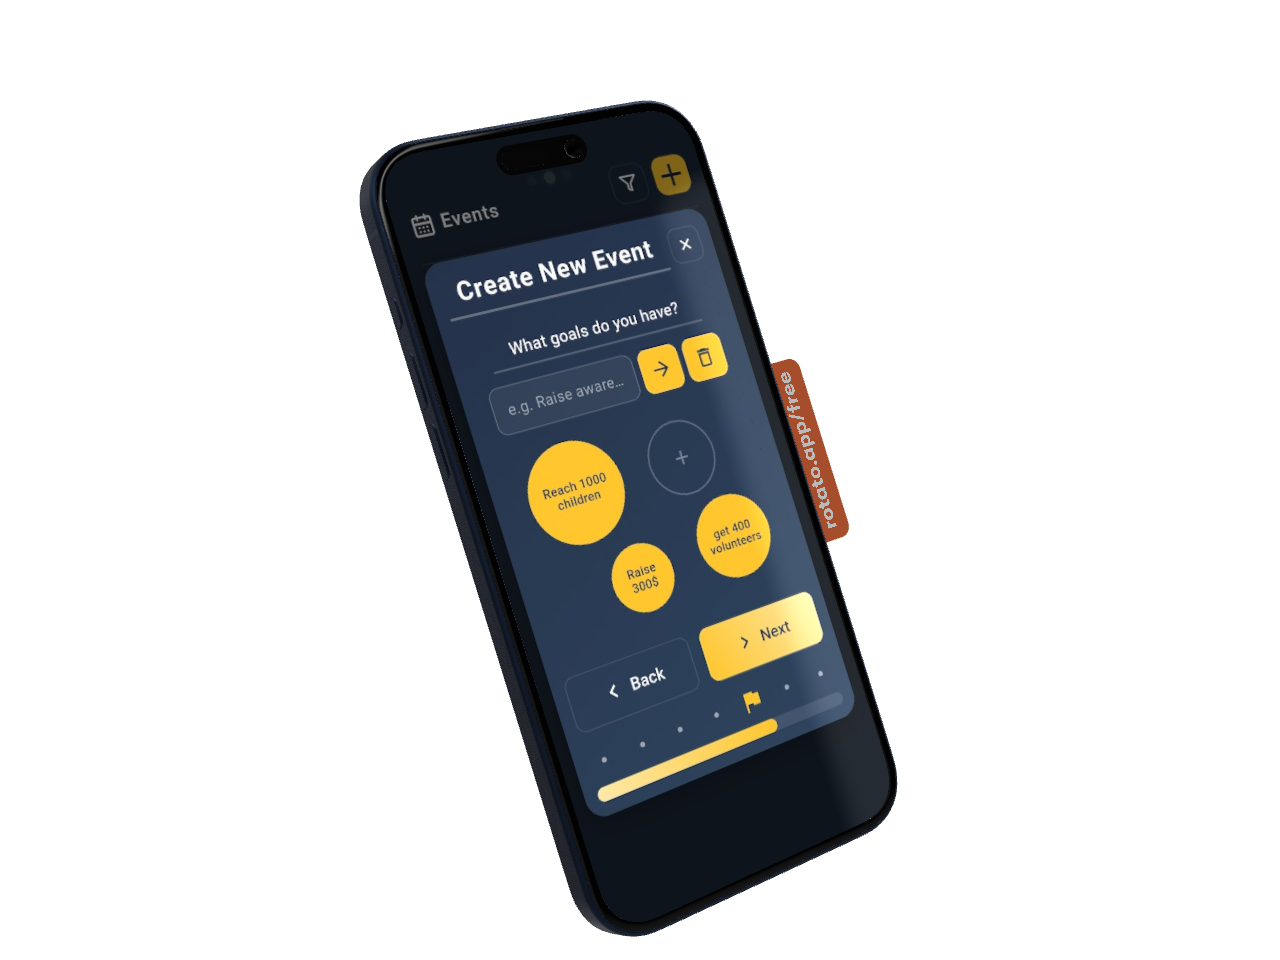 Events
Create New Event
What goals do you have?
e.g. Raise aware...
Reach 1000
children
get 400
volunteers
Raise
300$
Back
Next
rotato.app/free